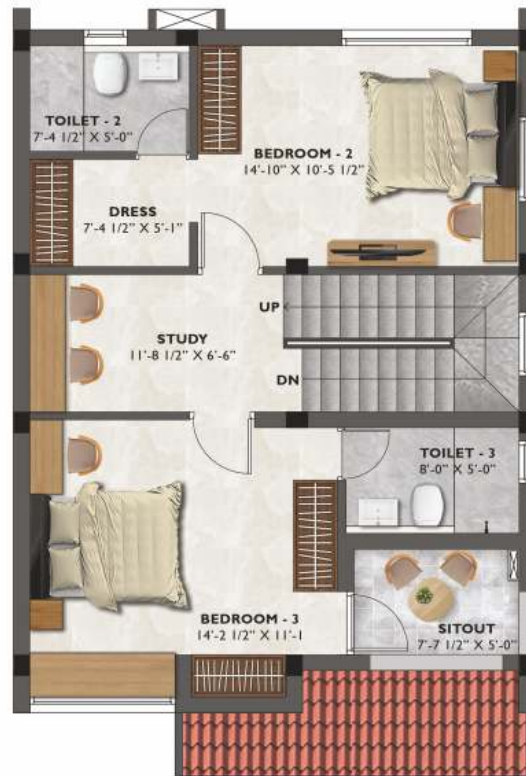 TOILET - 2
7'-4 1/2" X 5'-0"
BEDROOM - 2
14'-10" X 10'-5 1/2"
DRESS
7'-4 1/2" X 5'-1"
UP
STUDY
11'-8 1/2" X 6'-6"
DN
TOILET - 3
8'-0" X 5'-0"
BEDROOM - 3
14'-2 1/2" X 11'-1
SITOUT
7'-7 1/2" X 5'-0"